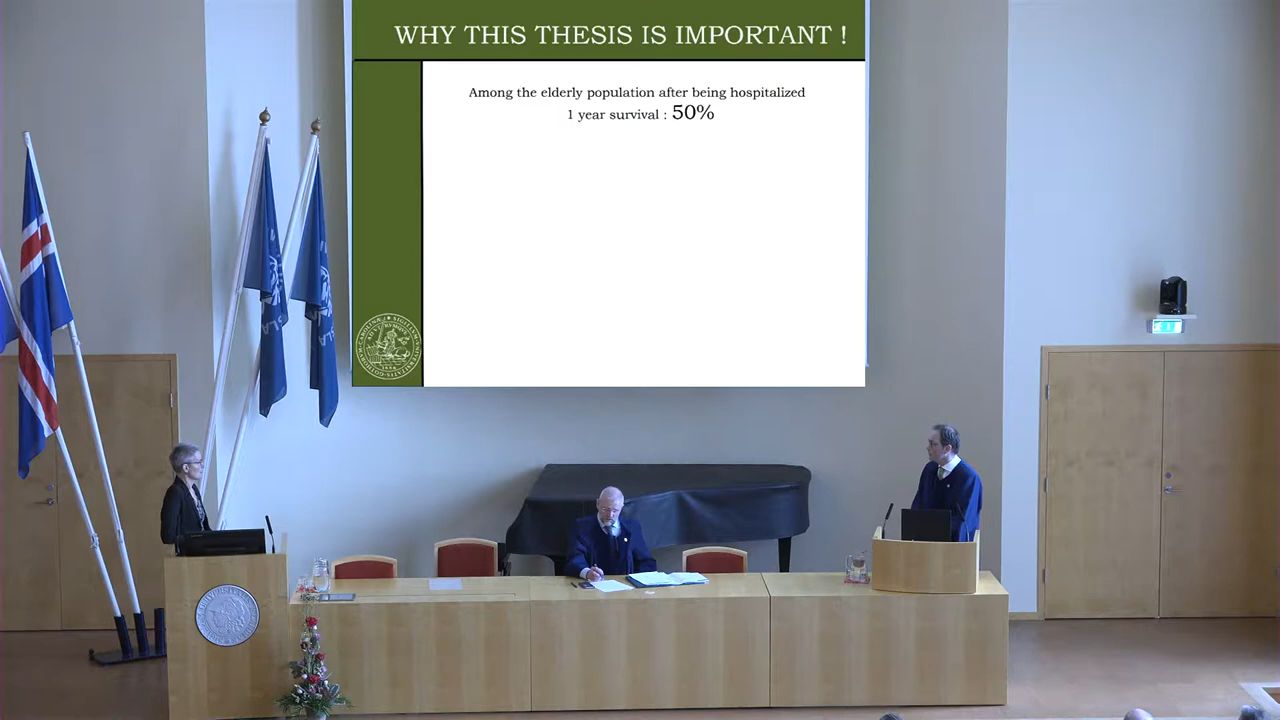 WHY THIS THESIS IS IMPORTANT !
Among the elderly population after being hospitalized
1 year survival : 50%